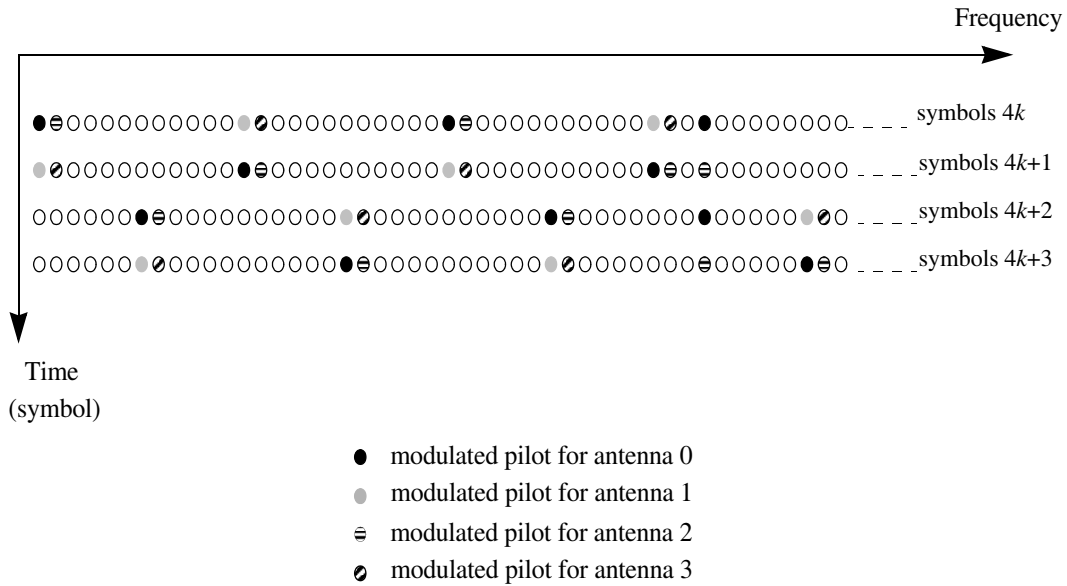 Frequency
symbols 4k
symbols 4k+1
symbols 4k+2
symbols 4k+3
Time
(symbol)
modulated pilot for antenna 0
modulated pilot for antenna 1
modulated pilot for antenna 2
modulated pilot for antenna 3